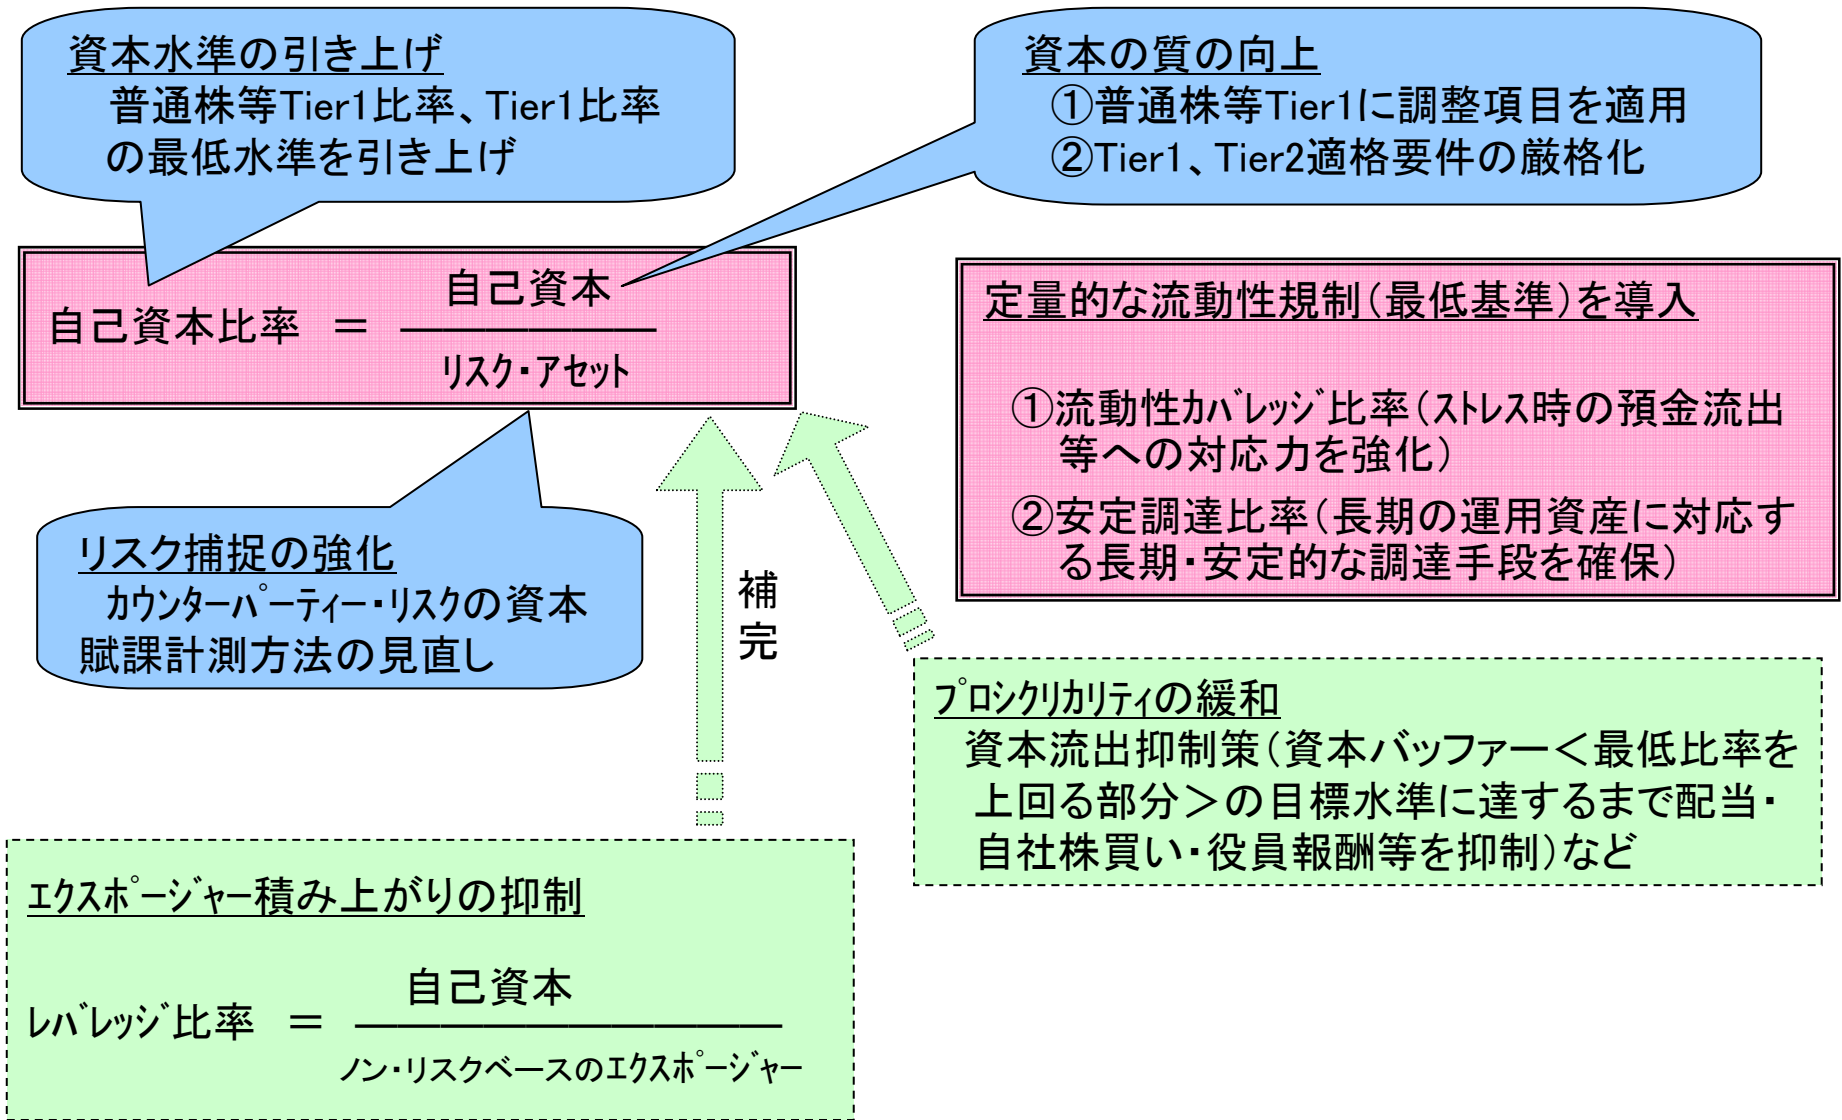 資本水準の引き上げ
普通株等Tier1比率、Tier1比率
の最低水準を引き上げ
資本の質の向上
①普通株等Tier1に調整項目を適用
②Tier1、Tier2適格要件の厳格化
自己資本
自己資本比率 ＝
リスク・アセット
定量的な流動性規制（最低基準）を導入
①流動性ｶﾊﾞﾚｯｼﾞ比率（ｽﾄﾚｽ時の預金流出
等への対応力を強化）
②安定調達比率（長期の運用資産に対応す
る長期・安定的な調達手段を確保）
リスク捕捉の強化
ｶｳﾝﾀｰﾊﾟｰﾃｨｰ・ﾘｽｸの資本
賦課計測方法の見直し
補
完
ﾌﾟﾛｼｸﾘｶﾘﾃｨの緩和
資本流出抑制策（資本バッファー＜最低比率を
上回る部分＞の目標水準に達するまで配当・
自社株買い・役員報酬等を抑制）など
ｴｸｽﾎﾟｰｼﾞｬｰ積み上がりの抑制
自己資本
ﾚﾊﾞﾚｯｼﾞ比率 ＝
ノン・リスクベースのｴｸｽﾎﾟｰｼﾞｬｰ